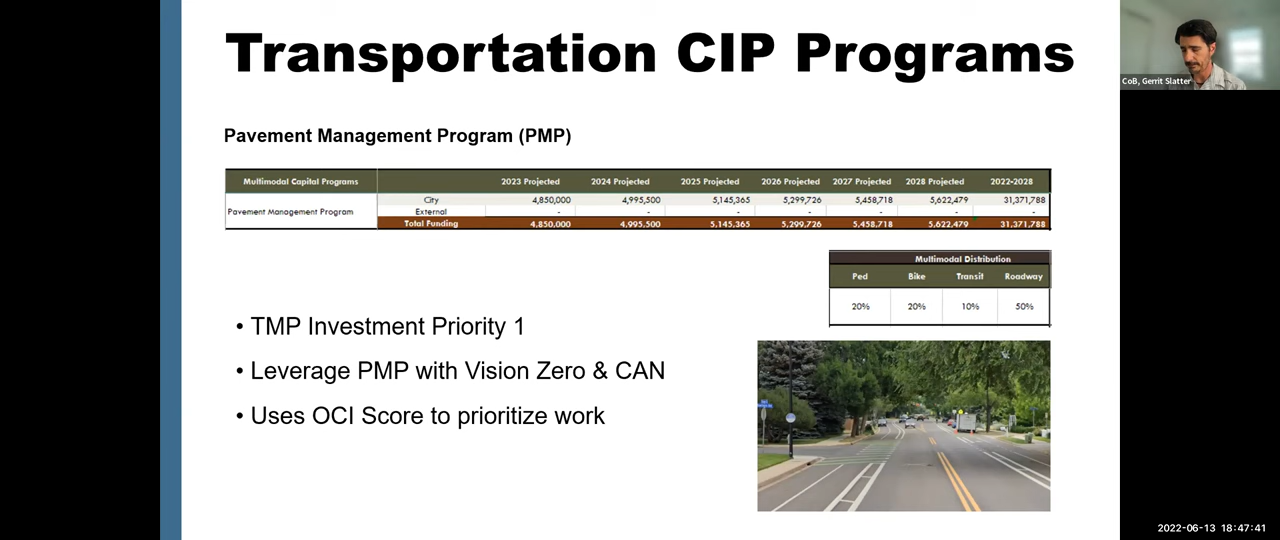 Transportation CIP Programs
CoB, Gerrit Slatter
Pavement Management Program (PMP)
Multimodal Capital Programs 2023 Projected 2024 Projected 2025 Projected 2026 Projected 2027 Projected 2028 Projected 2022-2028
City 4,850,000 4,995,500 5,145,365 5,299,726 5,458,718 5,622,479 31,371,788
Pavement Management Program External - - - - - - -
Total Funding 4,850,000 4,995,500 5,145,365 5,299,726 5,458,718 5,622,479 31,371,788
Multimodal Distribution
Ped Bike Transit Roadway
20% 20% 10% 50%
• TMP Investment Priority 1
• Leverage PMP with Vision Zero & CAN
• Uses OCI Score to prioritize work
2022-06-13 18:47:41